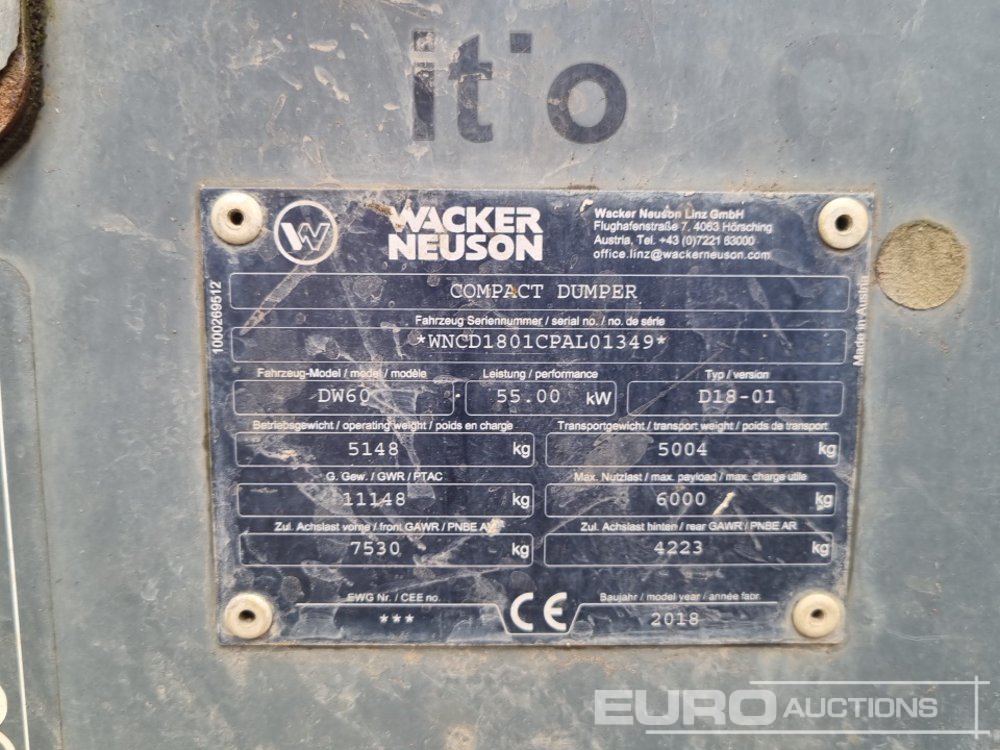 it o
WACKER
NEUSON
Wacker Neuson Linz GmbH
Flughafenstraße 7, 4063 Hörsching
Austria, Tel. +43 (0)7221 63000
office.linz@wackerneuson.com
COMPACT DUMPER
Fahrzeug Seriennummer / serial no. / no. de série
*WNCD1801CPAL01349*
Fahrzeug-Model / model / modèle
Leistung / performance
Typ / version
DW60
55.00 kW
D18-01
Betriebsgewicht / operating weight / poids en charge
Transportgewicht / transport weight / poids de transport
5148 kg
5004 kg
G. Gew. / GWR / PTAC
Max. Nutzlast / max. payload / max. charge utile
11148 kg
6000 kg
Zul. Achslast vorne / front GAWR / PNBE AV
Zul. Achslast hinten / rear GAWR / PNBE AR
7530 kg
4223 kg
EWG Nr. / CEE no.
CE
Baujahr / model year / année fabr.
***
2018
1000269512
Made in Austria
EURO AUCTIONS